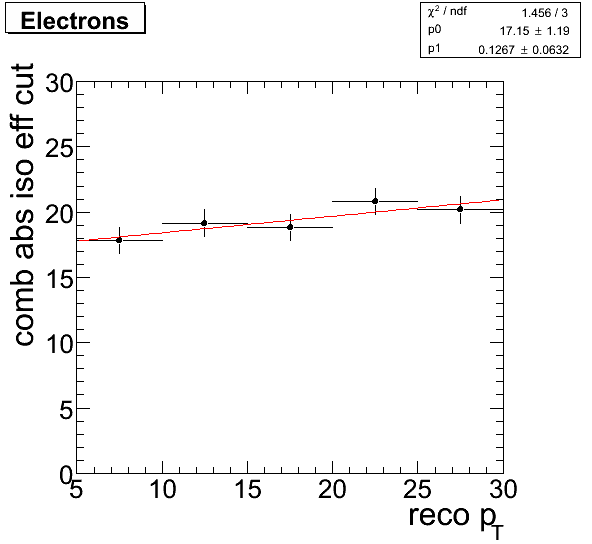 Electrons
χ² / ndf 1.456 / 3
p0 17.15 ± 1.19
p1 0.1267 ± 0.0632
comb abs iso eff cut
30
25
20
15
10
5
0
5 10 15 20 25 30
reco p_T